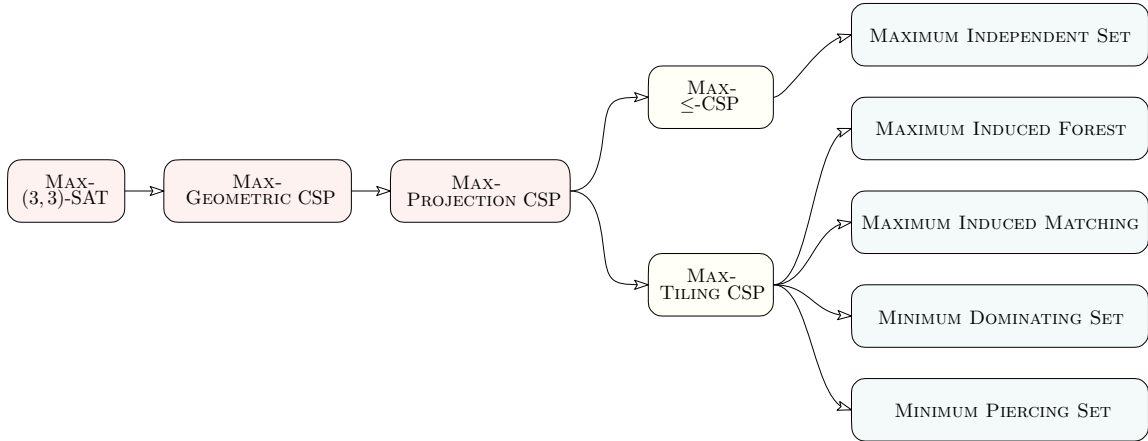 MAX-
(3, 3)-SAT
MAX-
GEOMETRIC CSP
MAX-
PROJECTION CSP
MAX-
≤-CSP
MAX-
TILING CSP
MAXIMUM INDEPENDENT SET
MAXIMUM INDUCED FOREST
MAXIMUM INDUCED MATCHING
MINIMUM DOMINATING SET
MINIMUM PIERCING SET